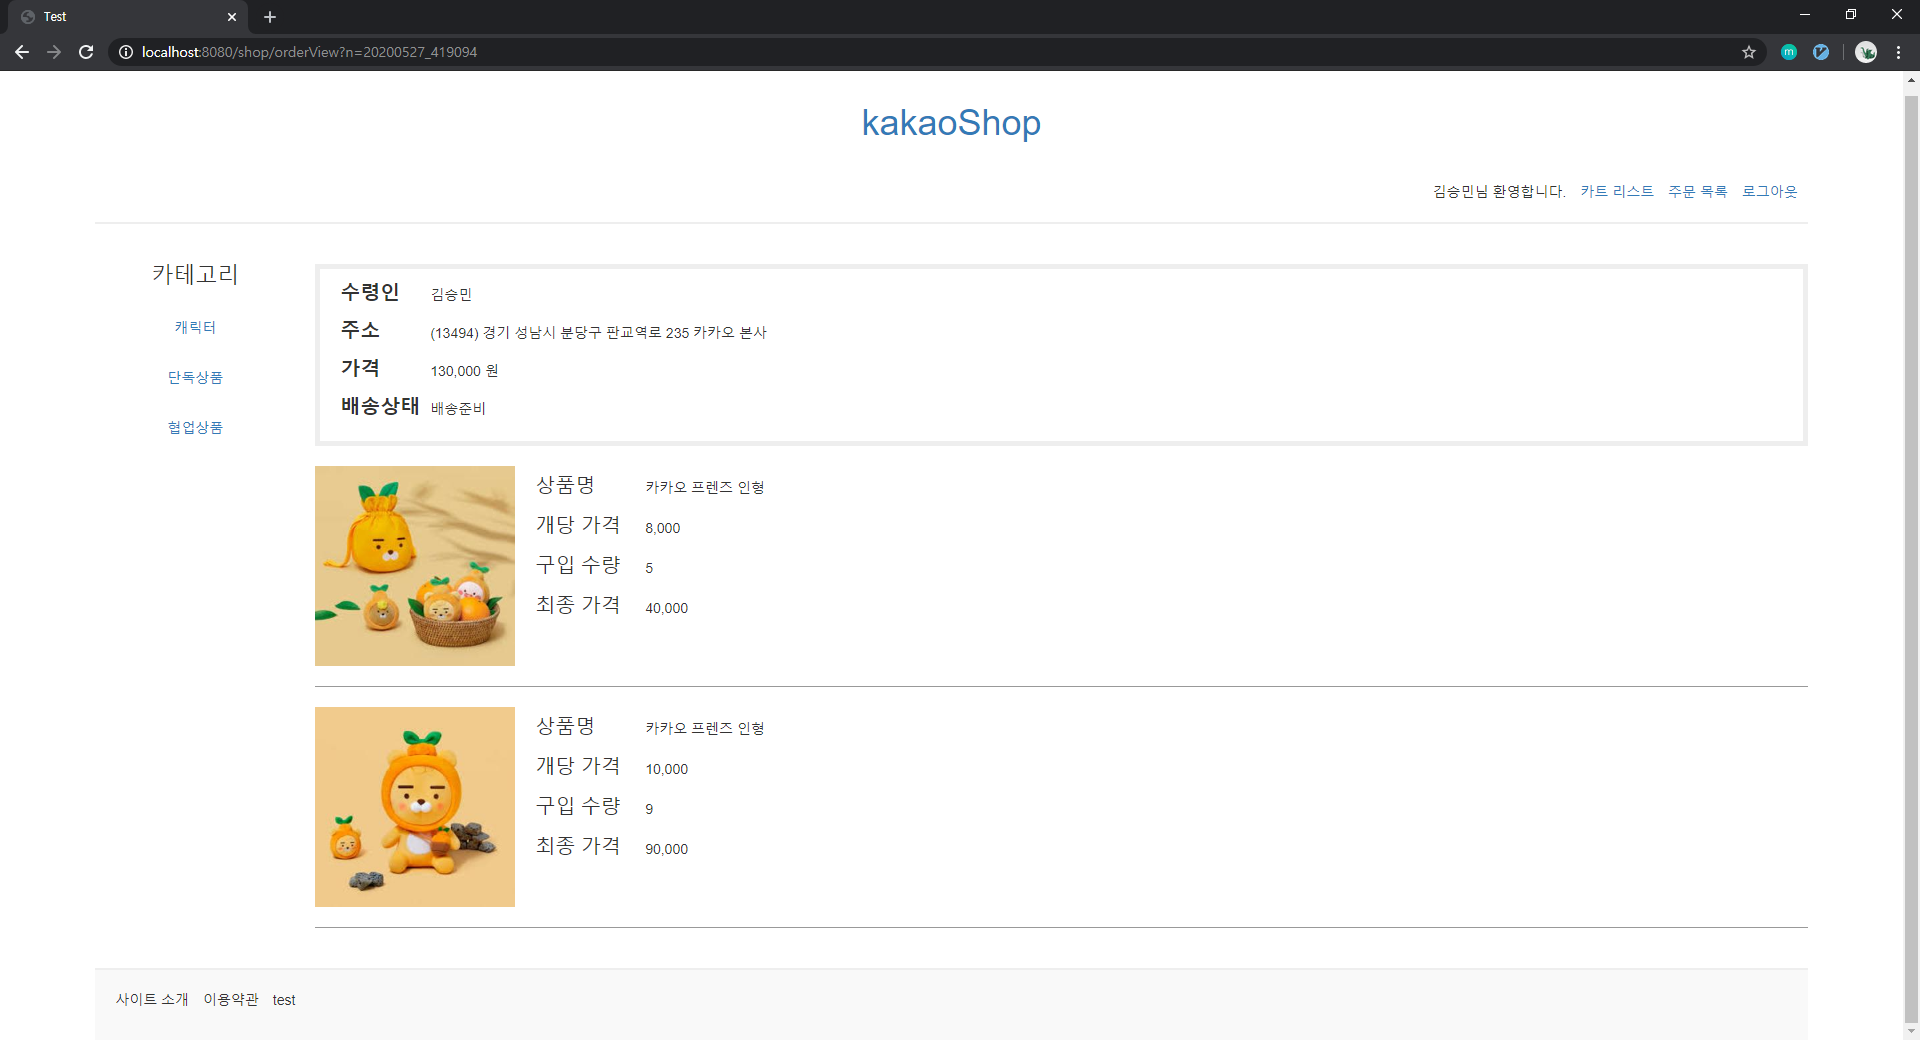 Test
localhost:8080/shop/orderView?n=20200527_419094
m
kakaoShop
김승민님 환영합니다. 카트 리스트 주문 목록 로그아웃
카테고리
캐릭터
단독상품
협업상품
수령인 김승민
주소 (13494) 경기 성남시 분당구 판교역로 235 카카오 본사
가격 130,000 원
배송상태 배송준비
상품명 카카오 프렌즈 인형
개당 가격 8,000
구입 수량 5
최종 가격 40,000
상품명 카카오 프렌즈 인형
개당 가격 10,000
구입 수량 9
최종 가격 90,000
사이트 소개 이용약관 test